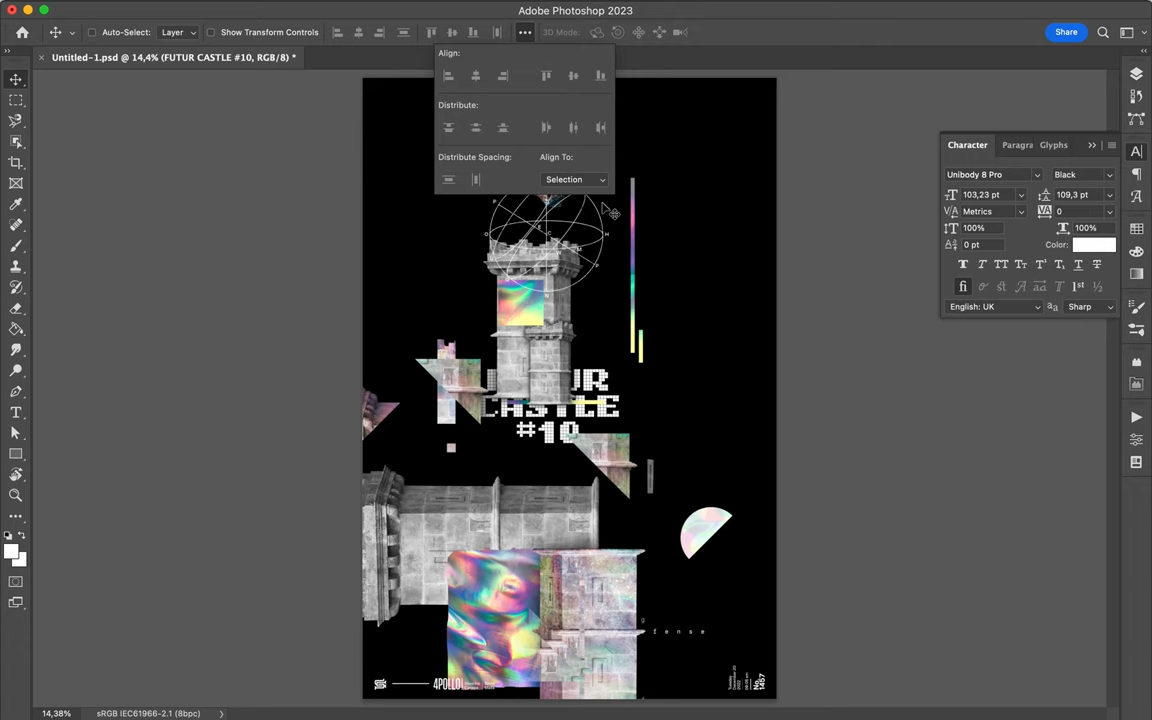 Adobe Photoshop 2023
Auto-Select:
Layer
Show Transform Controls
3D Mode:
Share
Untitled-1.psd @ 14,4% (FUTUR CASTLE #10, RGB/8) *
Align:
Distribute:
Distribute Spacing:
Align To:
Selection
Character
Paragra
Glyphs
Unibody 8 Pro
Black
103,23 pt
109,3 pt
Metrics
0
100%
100%
0 pt
Color:
English: UK
Sharp
UR
CASTLE
#10
fense
4POLLO
No.
1457
14,38%
sRGB IEC61966-2.1 (8bpc)